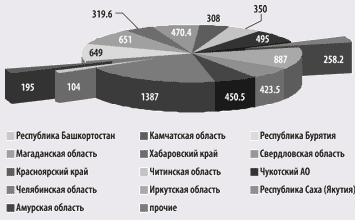 319.6
470.4
308
350
651
495
649
887
258.2
195
104
1387
450.5
423.5
Республика Башкортостан
Камчатская область
Республика Бурятия
Магаданская область
Хабаровский край
Свердловская область
Красноярский край
Читинская область
Чукотский АО
Челябинская область
Иркутская область
Республика Саха (Якутия)
Амурская область
прочие